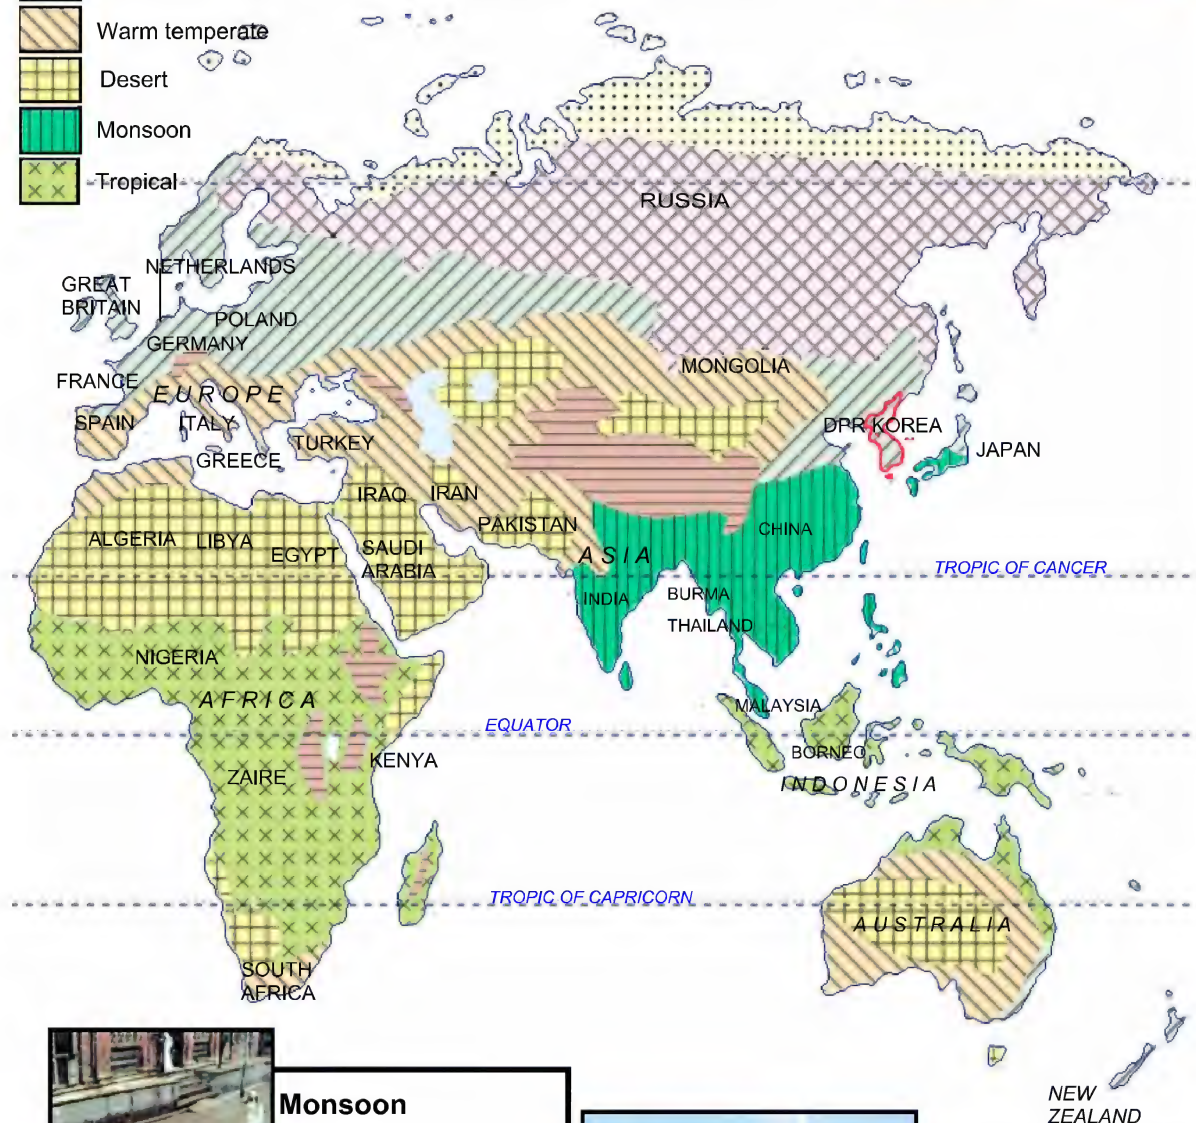 Warm temperate
Desert
Monsoon
Tropical
RUSSIA
NETHERLANDS
GREAT
BRITAIN
POLAND
GERMANY
FRANCE
EUROPE
MONGOLIA
SPAIN
ITALY
DPR KOREA
TURKEY
JAPAN
GREECE
IRAQ
IRAN
PAKISTAN
CHINA
ALGERIA
LIBYA
EGYPT
SAUDI
ARABIA
ASIA
TROPIC OF CANCER
INDIA
BURMA
THAILAND
NIGERIA
AFRICA
MALAYSIA
EQUATOR
BORNEO
KENYA
ZAIRE
INDONESIA
TROPIC OF CAPRICORN
AUSTRALIA
SOUTH
AFRICA
NEW
ZEALAND
Monsoon